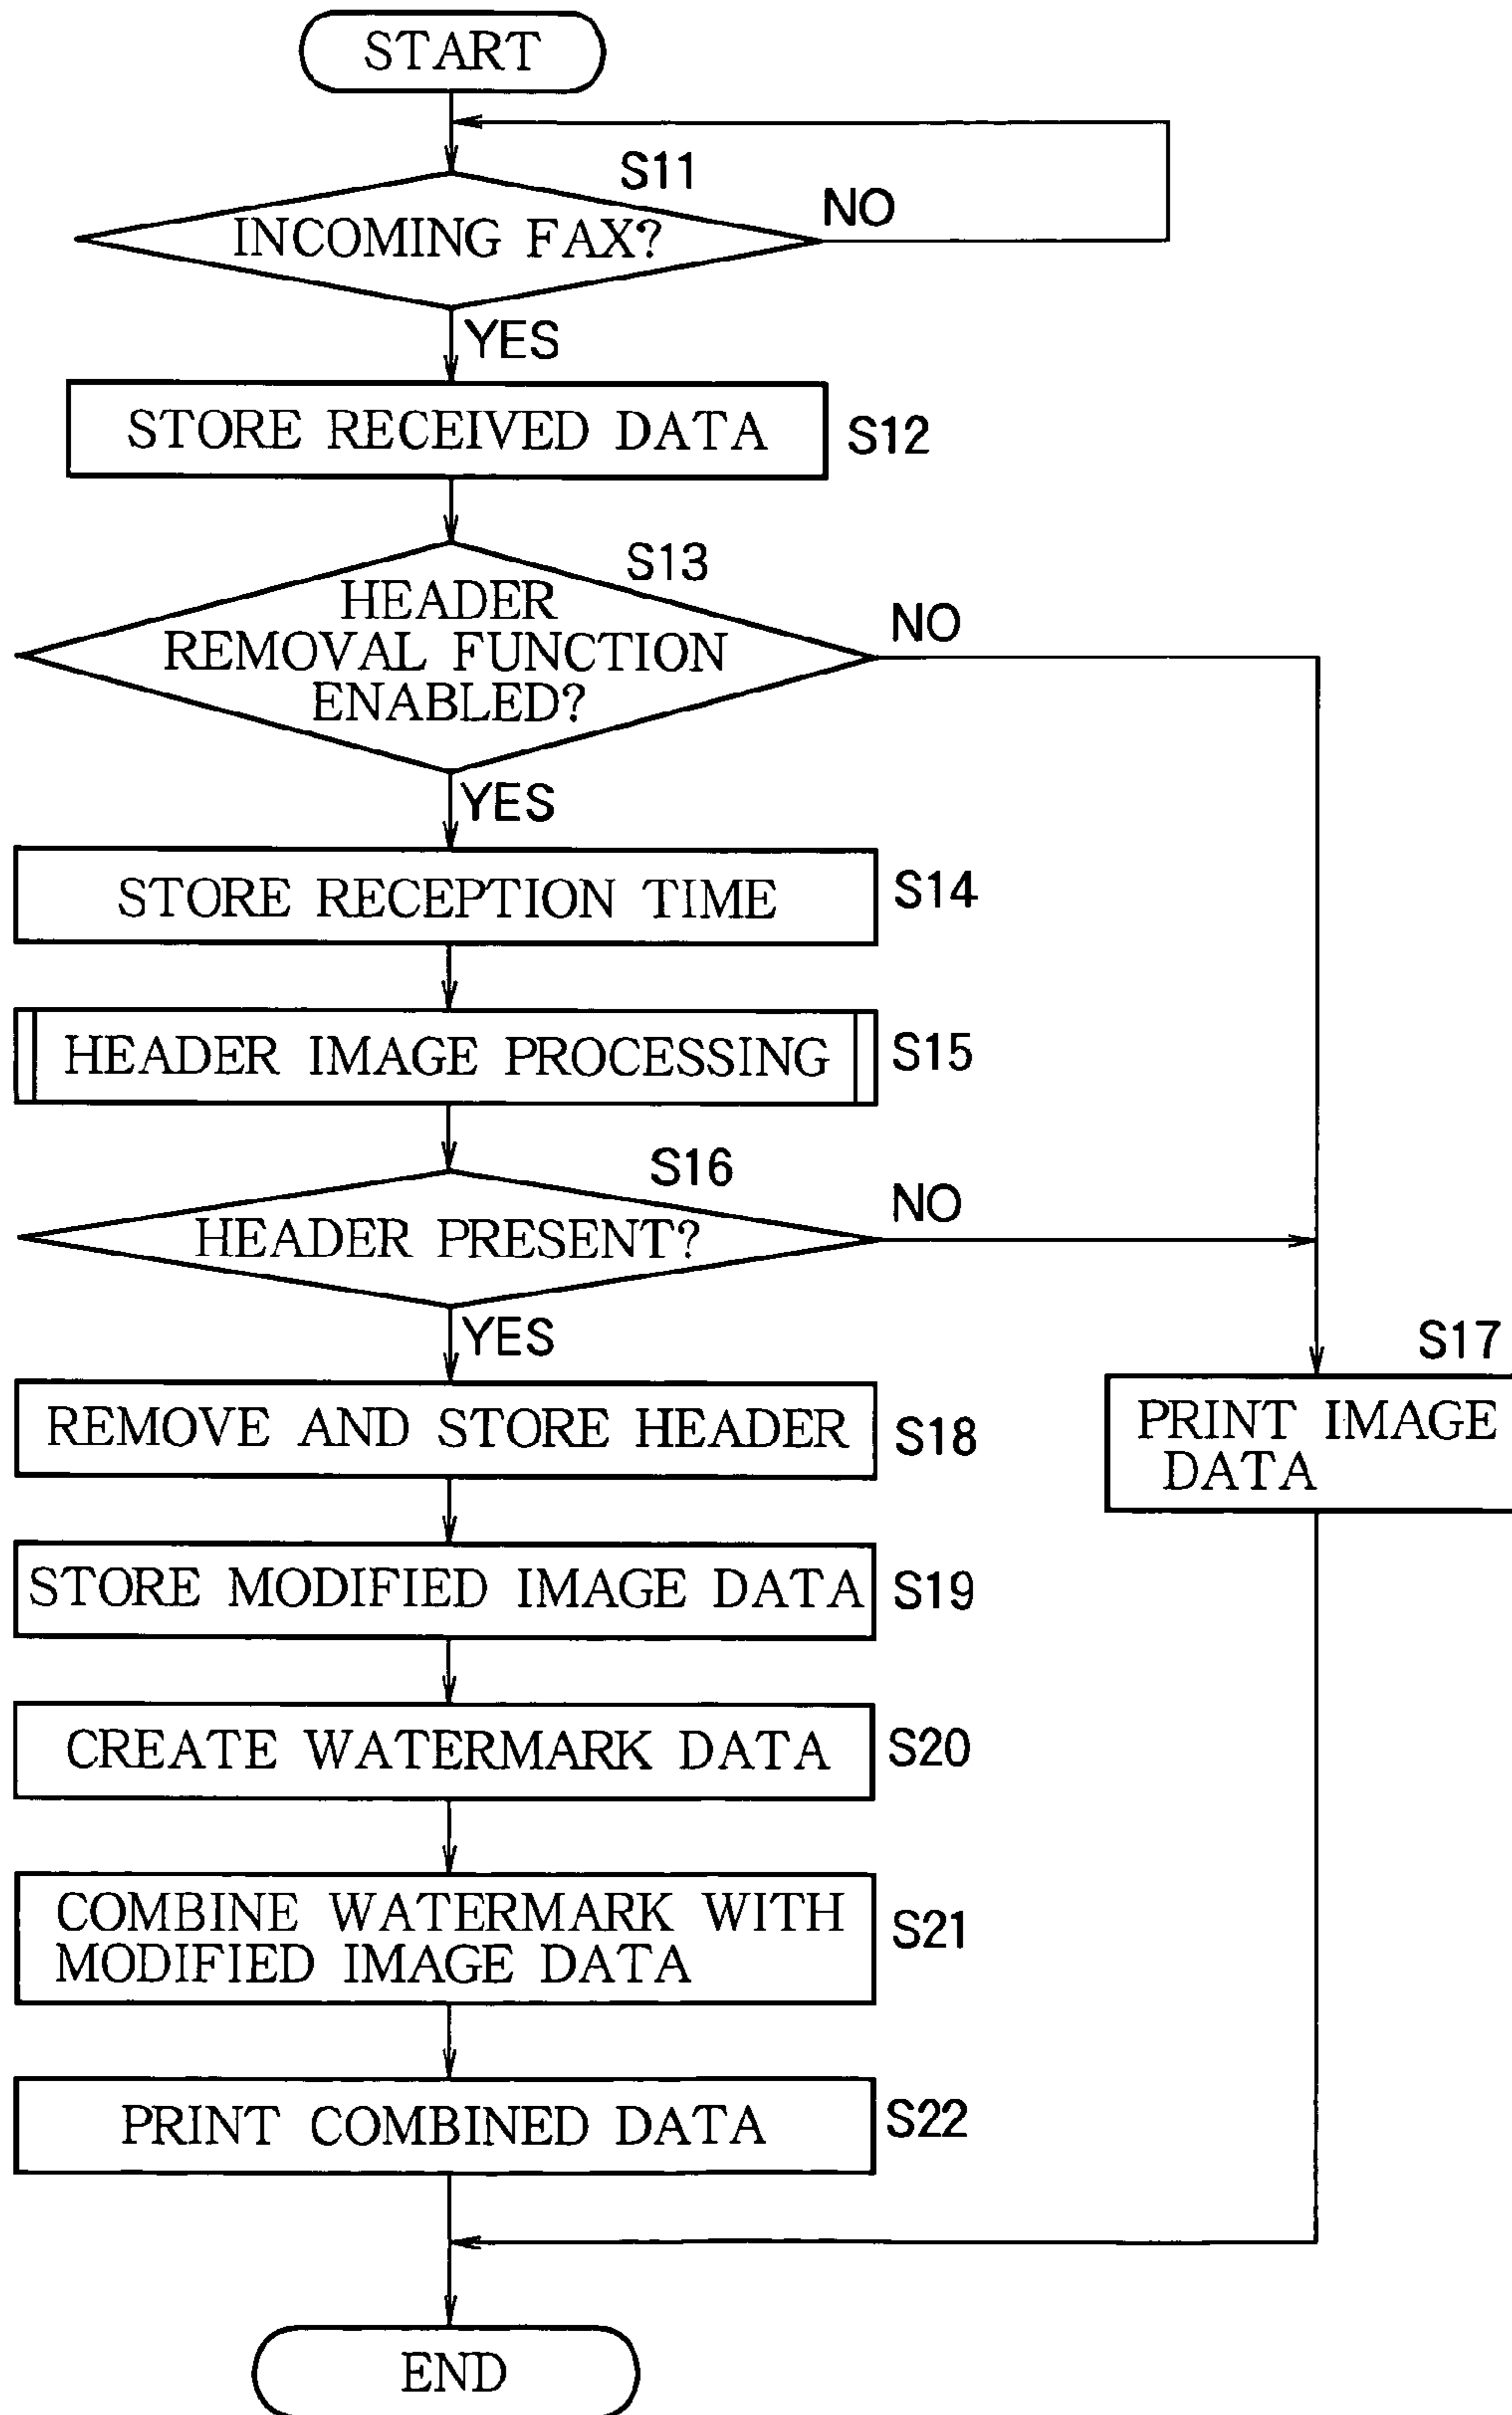 START
S11
INCOMING FAX?
NO
YES
STORE RECEIVED DATA
S12
S13
HEADER
REMOVAL FUNCTION
ENABLED?
NO
YES
STORE RECEPTION TIME
S14
HEADER IMAGE PROCESSING
S15
S16
HEADER PRESENT?
NO
YES
S17
PRINT IMAGE
DATA
REMOVE AND STORE HEADER
S18
STORE MODIFIED IMAGE DATA
S19
CREATE WATERMARK DATA
S20
COMBINE WATERMARK WITH
MODIFIED IMAGE DATA
S21
PRINT COMBINED DATA
S22
END